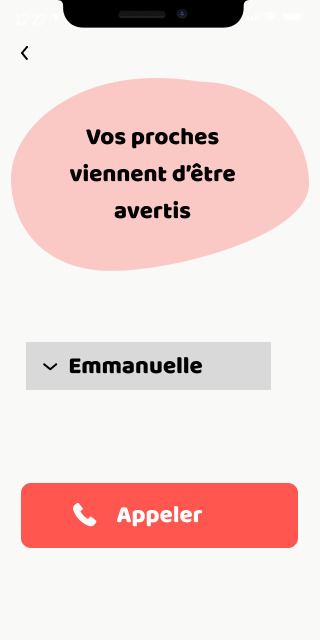 Vos proches
viennent d'être
avertis
Emmanuelle
Appeler